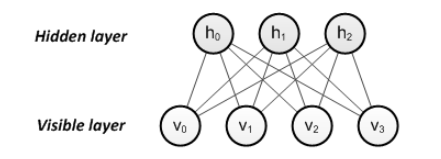 Hidden layer h₀ h₁ h₂
Visible layer v₀ v₁ v₂ v₃